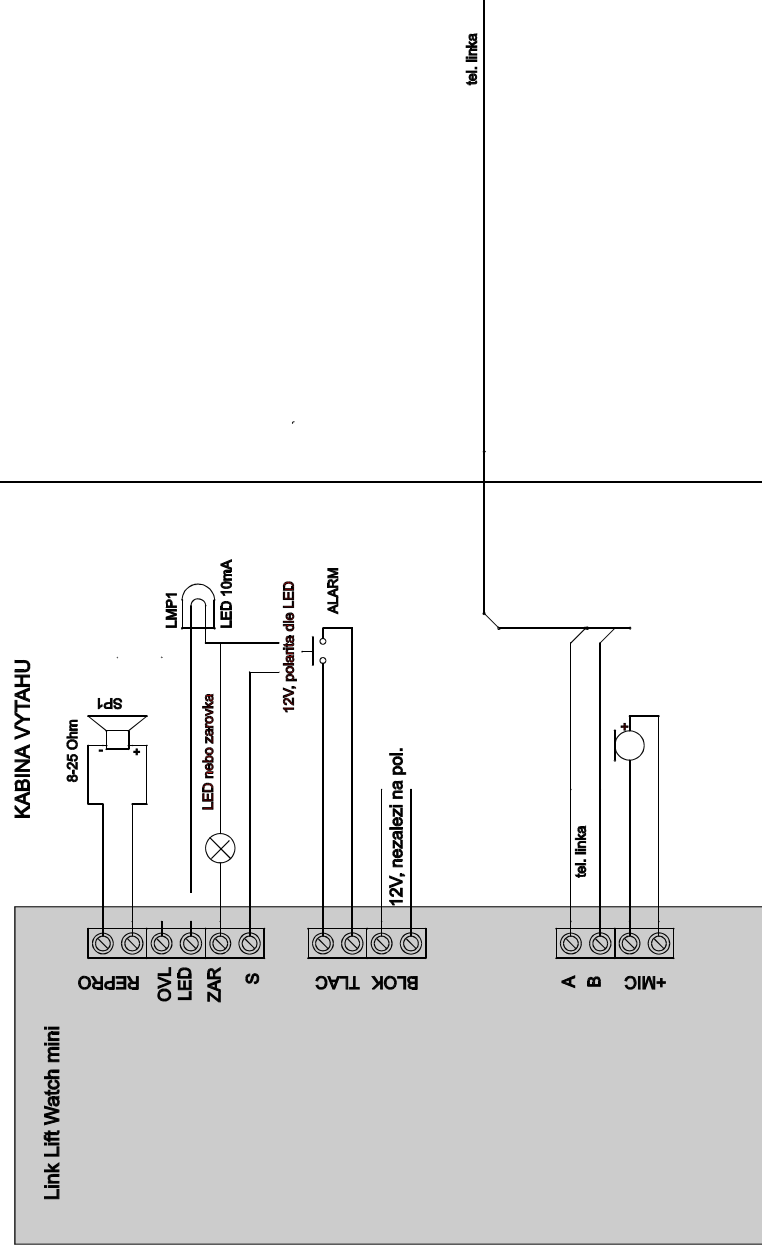 tel. linka
KABINA VYTAHU
8-25 Ohm
SP1
-
+
LMP1
LED 10mA
LED nebo zarovka
12V, polarita dle LED
ALARM
12V, nezalezi na pol.
tel. linka
+
REPRO
OVL
LED
ZAR
S
TLAC
BLOK
A
B
+MIC
Link Lift Watch mini